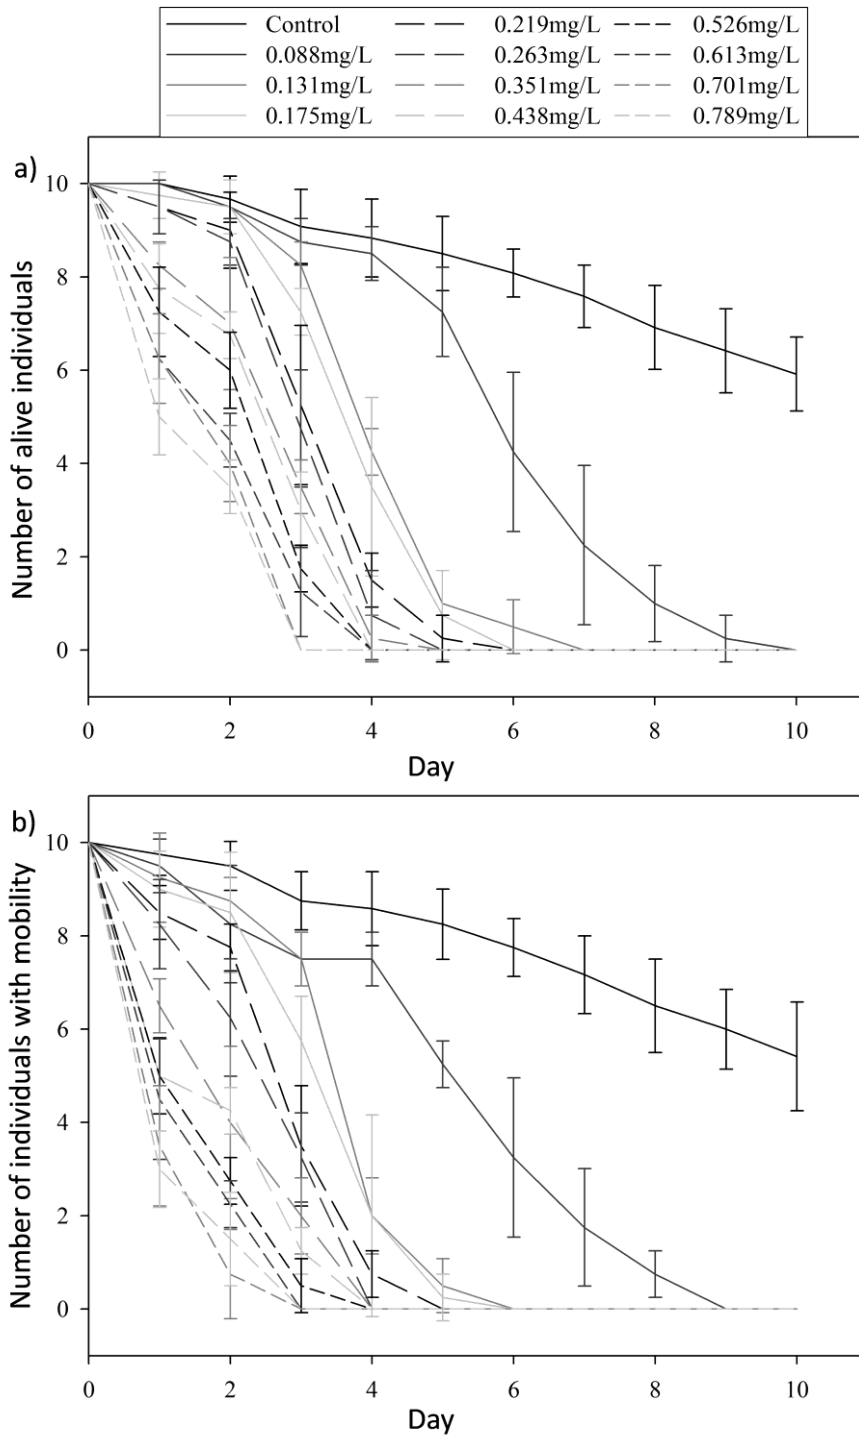 Control 0.219mg/L 0.526mg/L
0.088mg/L 0.263mg/L 0.613mg/L
0.131mg/L 0.351mg/L 0.701mg/L
0.175mg/L 0.438mg/L 0.789mg/L
a)
Number of alive individuals
10
8
6
4
2
0
0 2 4 6 8 10
Day
b)
Number of individuals with mobility
10
8
6
4
2
0
0 2 4 6 8 10
Day